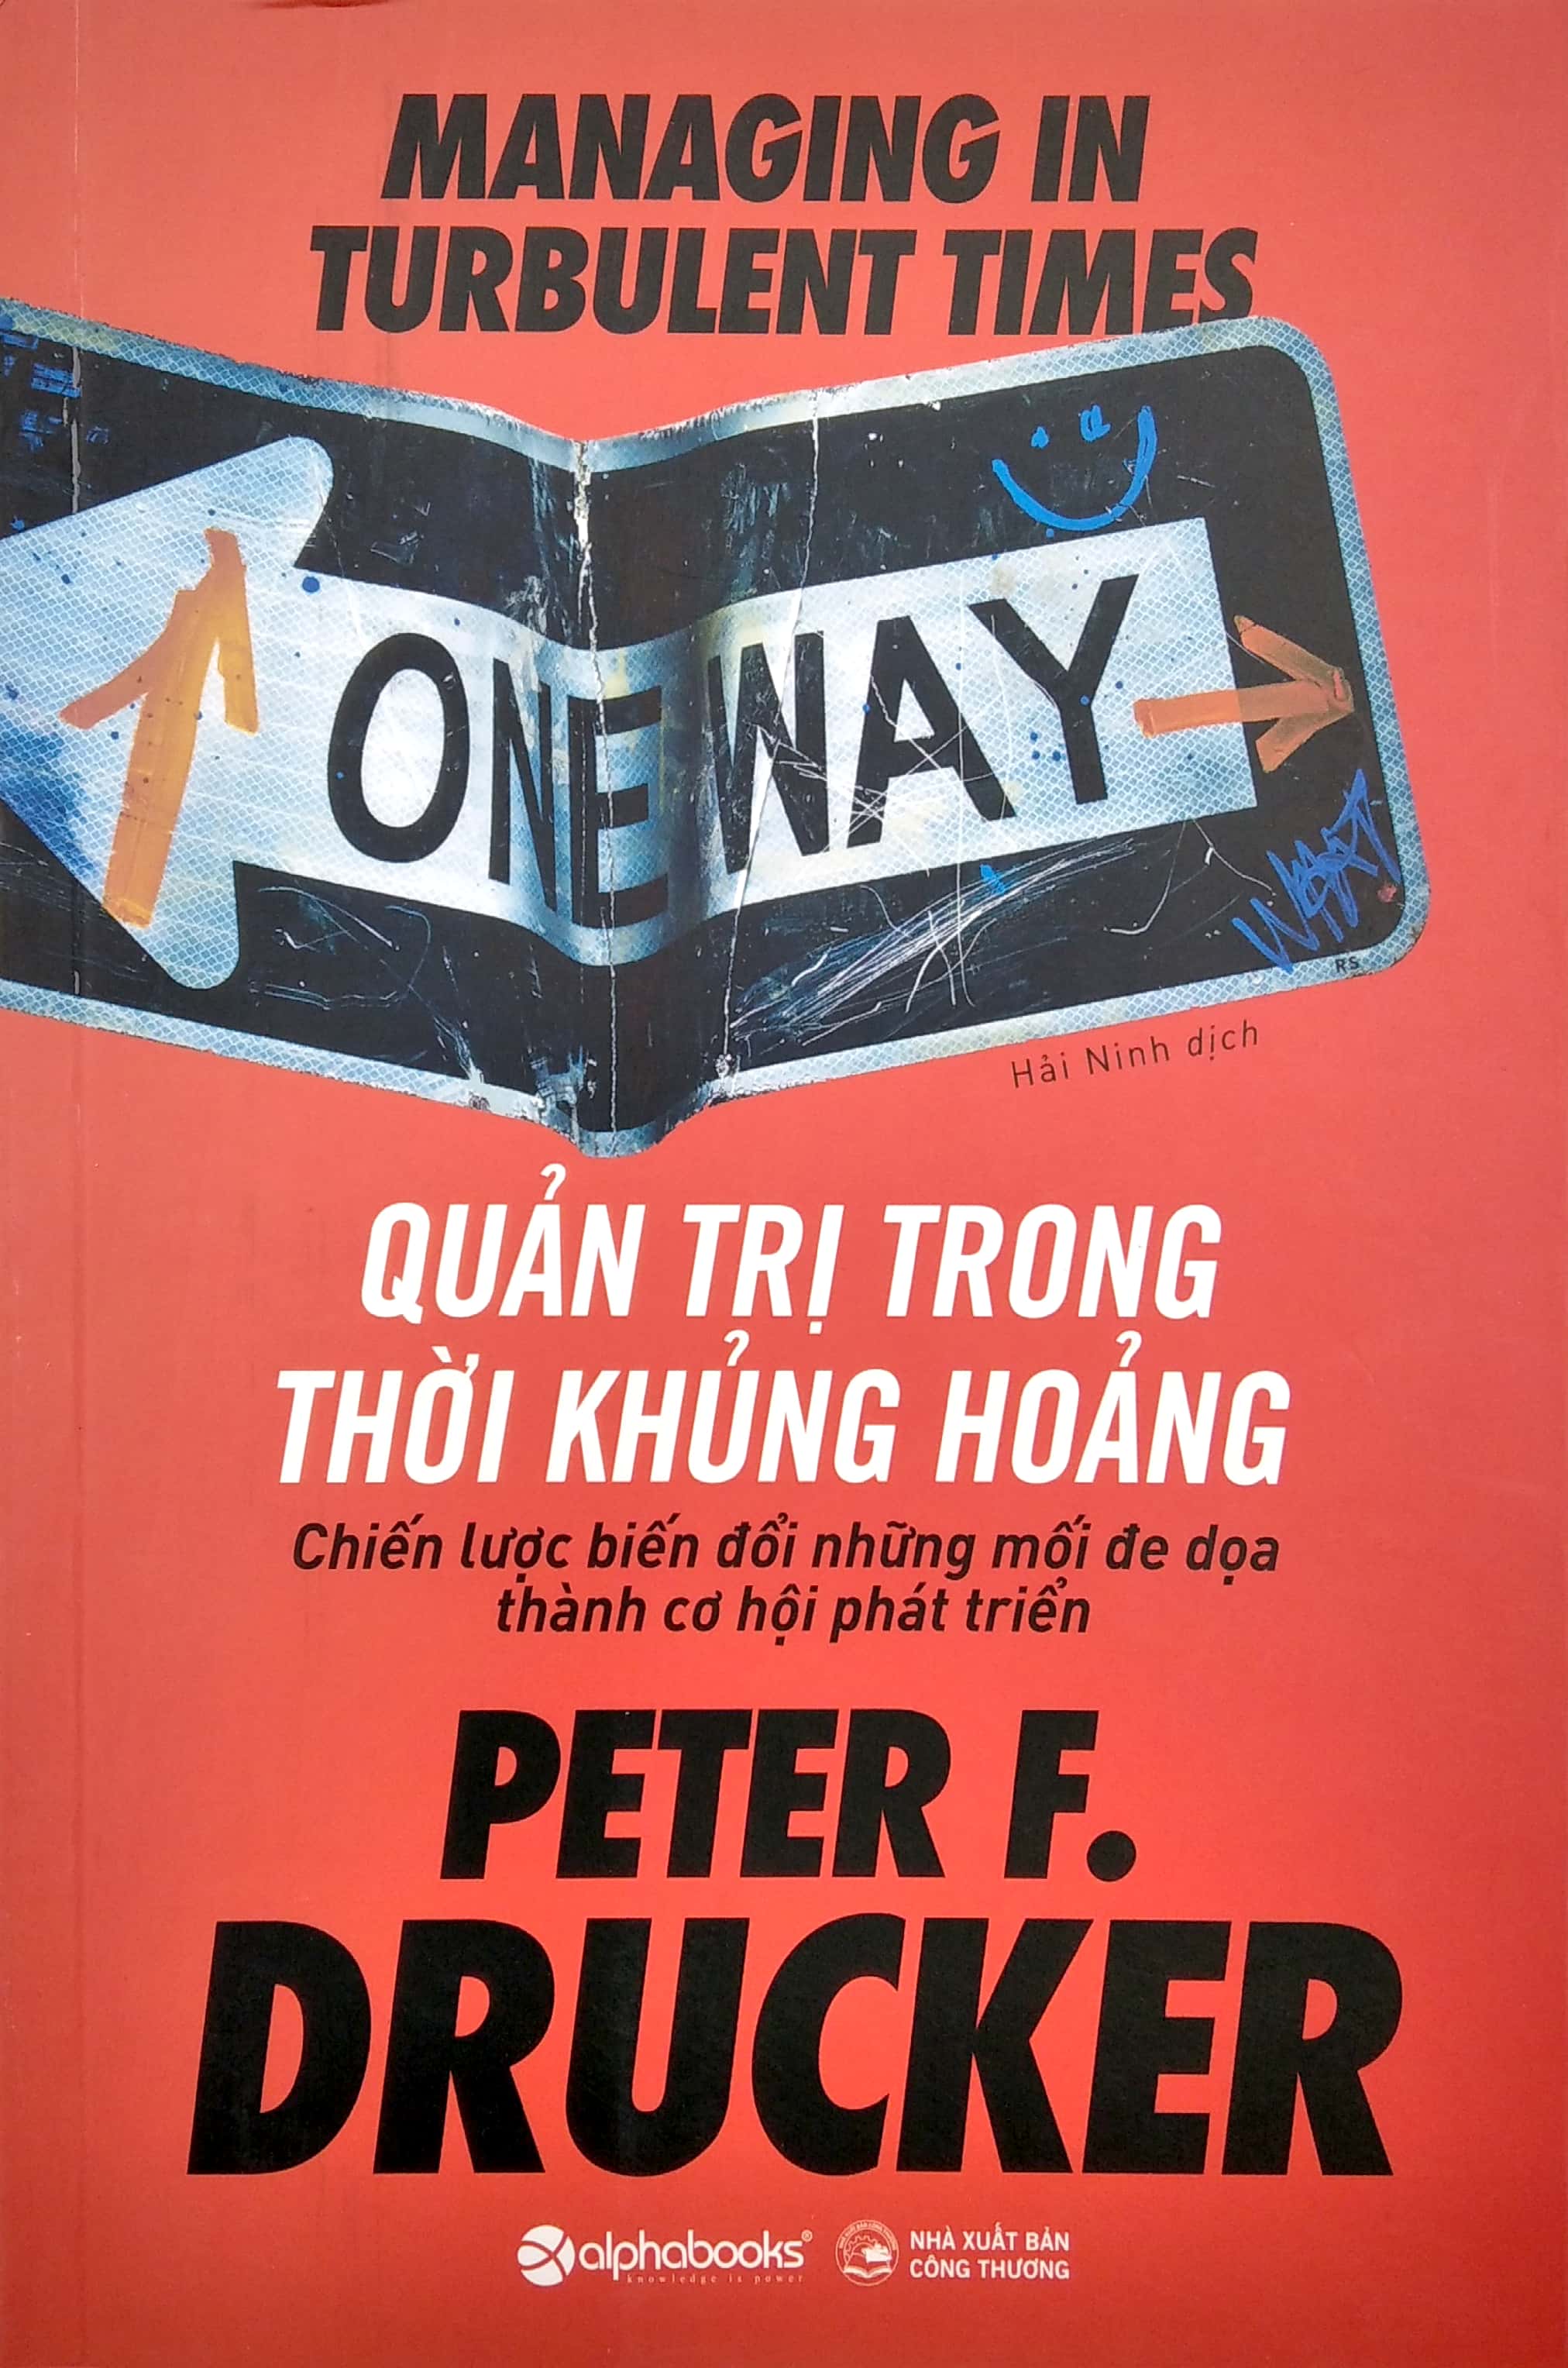 MANAGING IN
TURBULENT TIMES
ONE WAY
RS
Hải Ninh dịch
QUẢN TRỊ TRONG
THỜI KHỦNG HOẢNG
Chiến lược biến đổi những mối đe dọa
thành cơ hội phát triển
PETER F.
DRUCKER
alphabooks®
knowledge is power
NHÀ XUẤT BẢN
CÔNG THƯƠNG